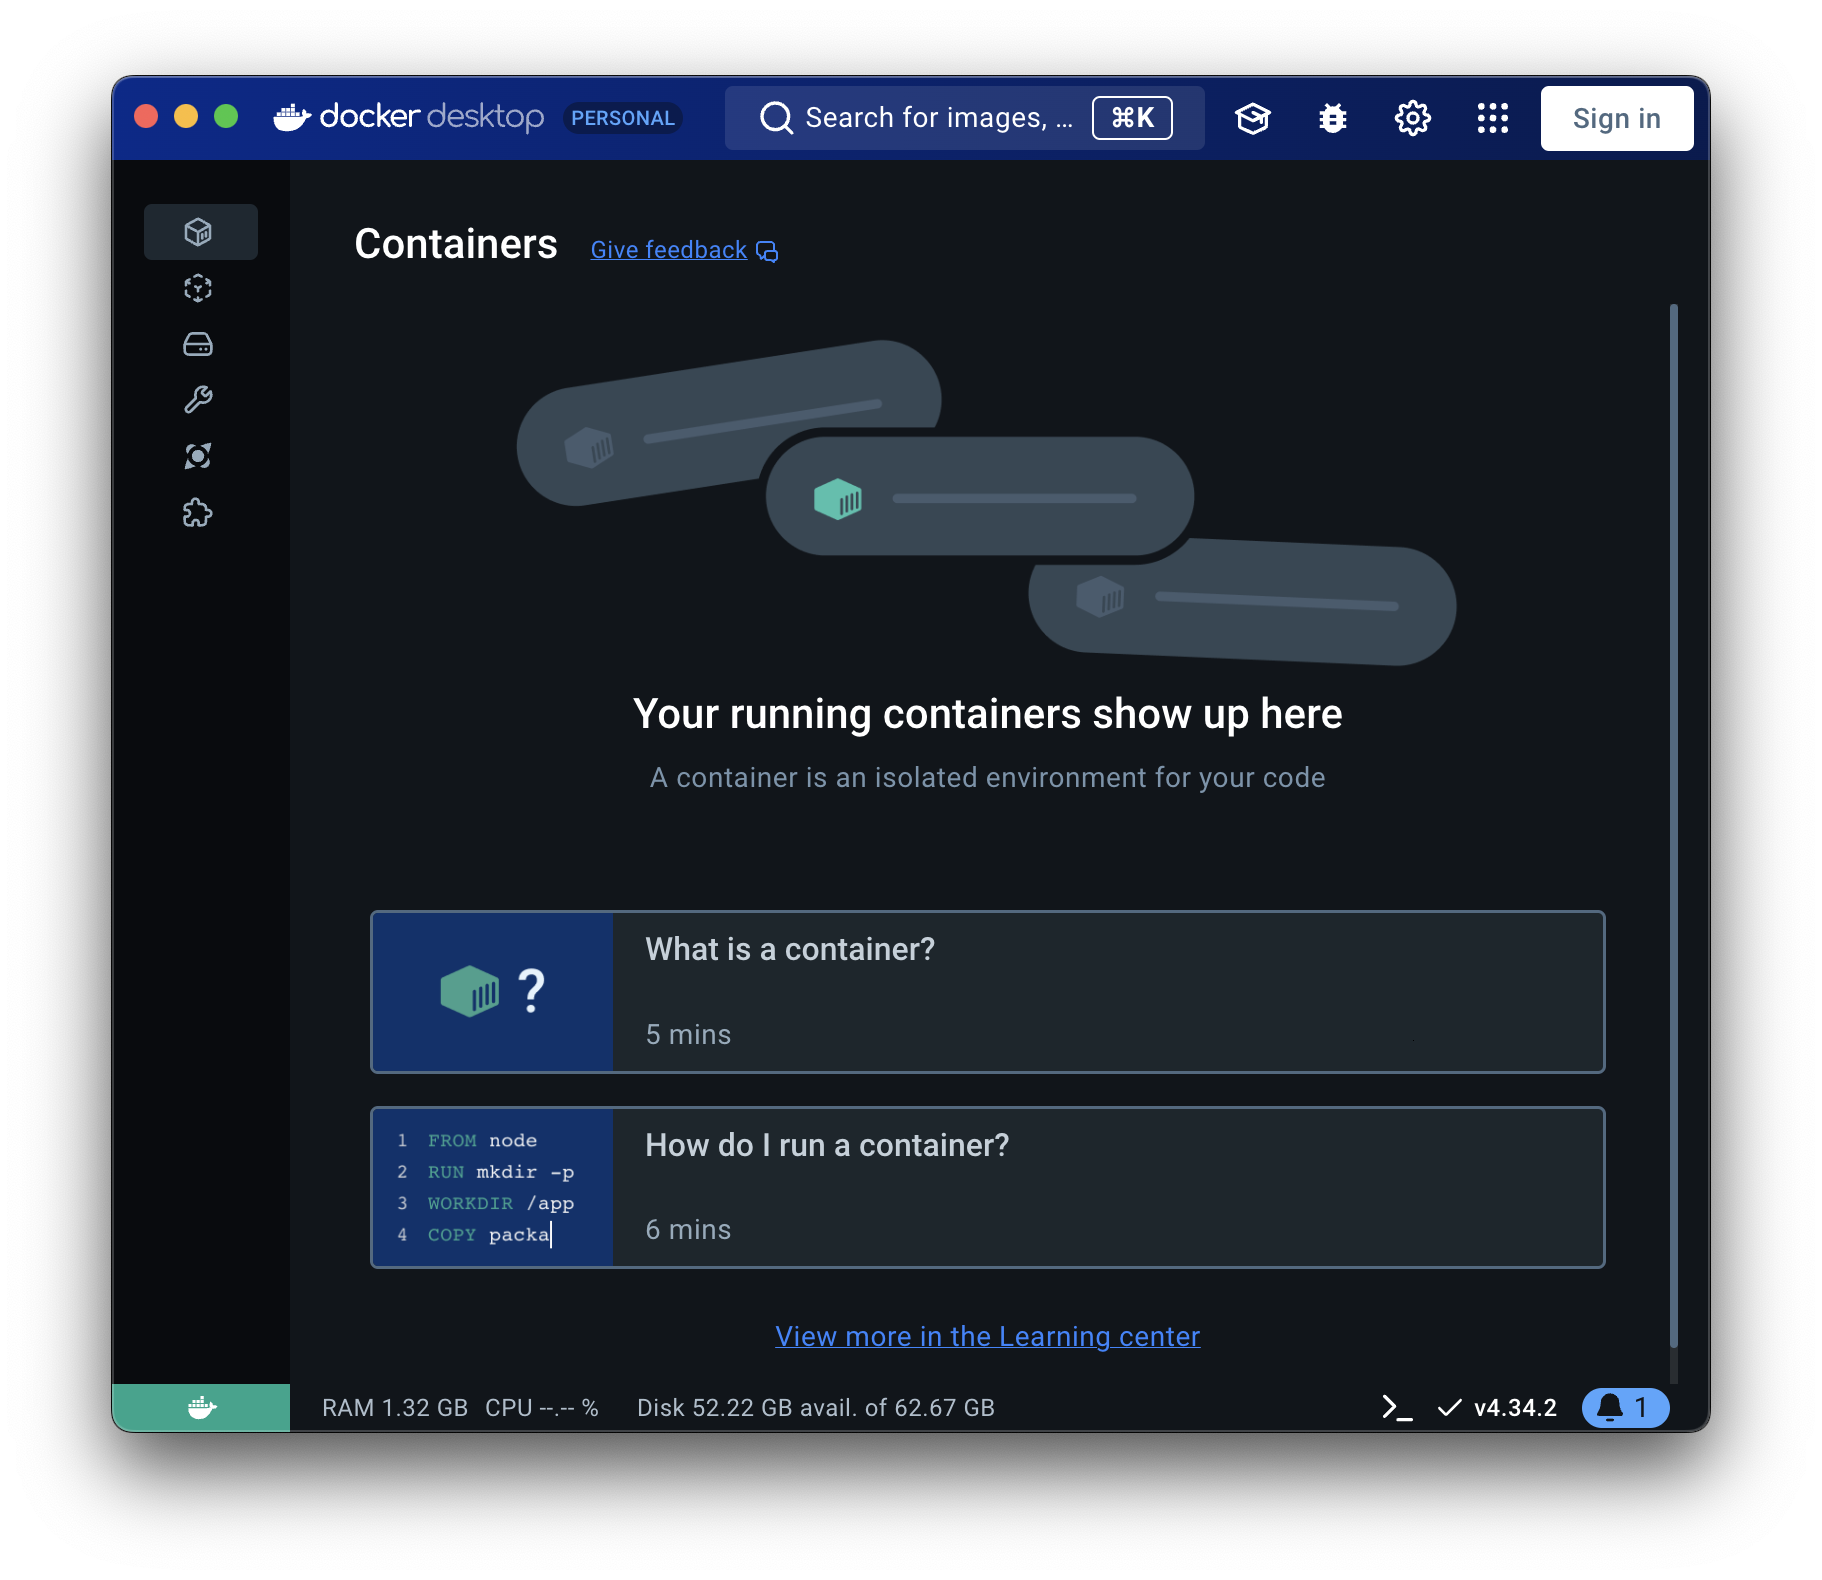 docker desktop PERSONAL Search for images, ... ⌘K Sign in
Containers Give feedback
Your running containers show up here
A container is an isolated environment for your code
? What is a container?
5 mins
How do I run a container?
1 FROM node
2 RUN mkdir -p
3 WORKDIR /app
4 COPY packa
6 mins
View more in the Learning center
RAM 1.32 GB CPU --.-- % Disk 52.22 GB avail. of 62.67 GB v4.34.2 1